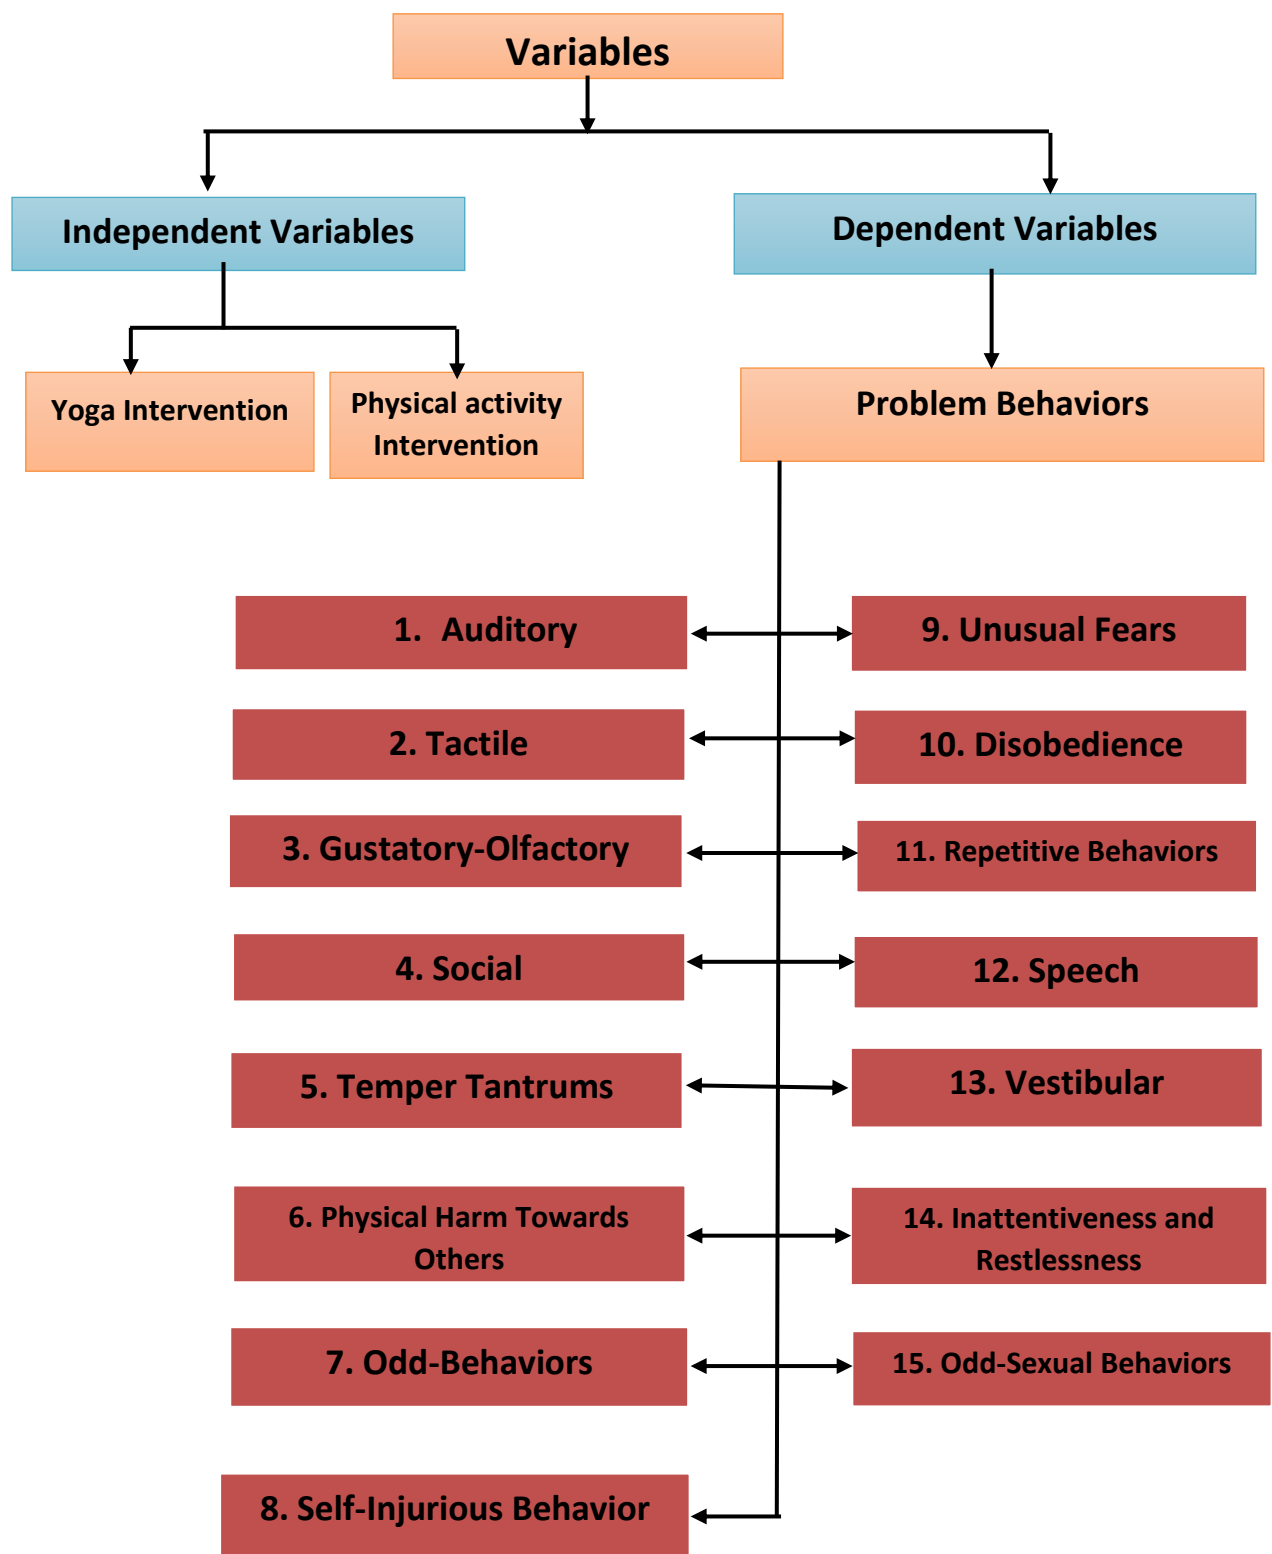 Variables
Independent Variables
Dependent Variables
Yoga Intervention
Physical activity
Intervention
Problem Behaviors
1. Auditory
9. Unusual Fears
2. Tactile
10. Disobedience
3. Gustatory-Olfactory
11. Repetitive Behaviors
4. Social
12. Speech
5. Temper Tantrums
13. Vestibular
6. Physical Harm Towards
Others
14. Inattentiveness and
Restlessness
7. Odd-Behaviors
15. Odd-Sexual Behaviors
8. Self-Injurious Behavior